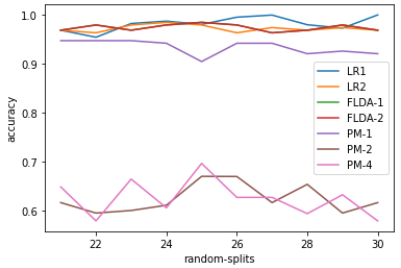 1.0
0.9
0.8
0.7
0.6
accuracy
LR1
LR2
FLDA-1
FLDA-2
PM-1
PM-2
PM-4
22 24 26 28 30
random-splits